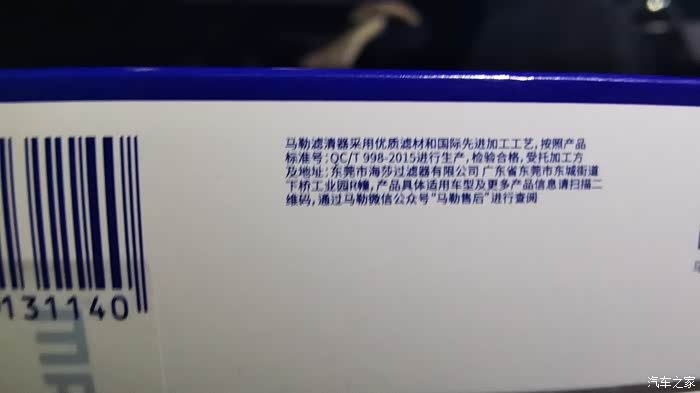 马勒滤清器采用优质滤材和国际先进加工工艺，按照产品
标准号：QC/T 998-2015进行生产，检验合格，受托加工方
及地址：东莞市海莎过滤器有限公司 广东省东莞市东城街道
下桥工业园R幢，产品具体适用车型及更多产品信息请扫描二
维码，通过马勒微信公众号“马勒售后”进行查阅
131140
MA
汽车之家